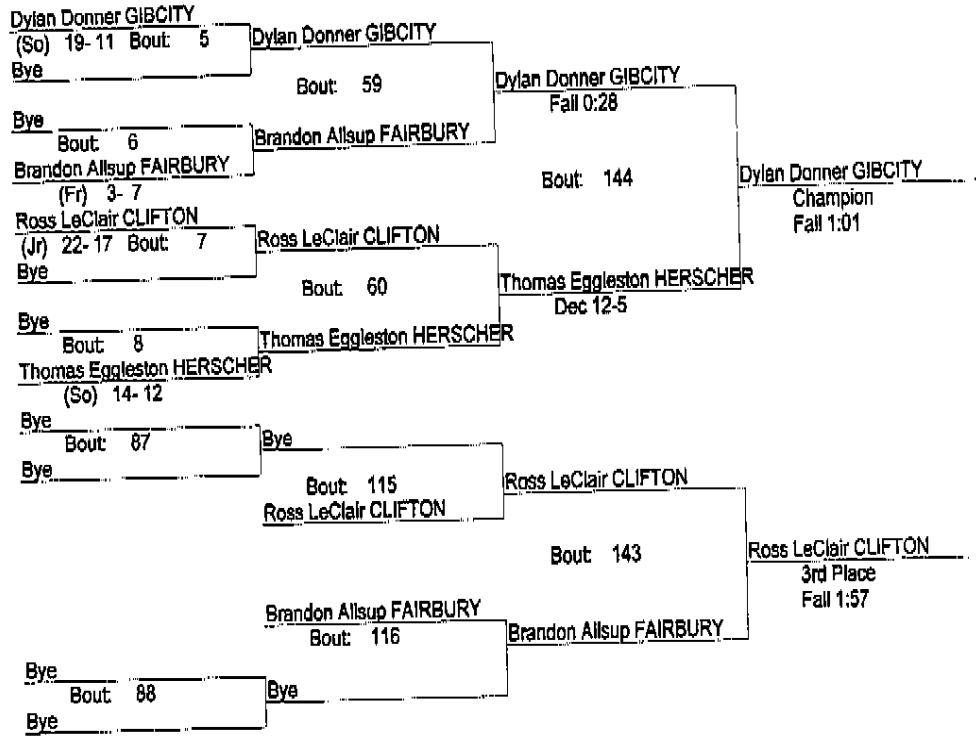 Dylan Donner GIBCITY
(So) 19- 11 Bout: 5
Bye
Dylan Donner GIBCITY
Bout: 59
Bye
Bout: 6
Brandon Allsup FAIRBURY
(Fr) 3- 7
Brandon Allsup FAIRBURY
Dylan Donner GIBCITY
Fall 0:28
Bout: 144
Ross LeClair CLIFTON
(Jr) 22- 17 Bout: 7
Bye
Ross LeClair CLIFTON
Bout: 60
Bye
Bout: 8
Thomas Eggleston HERSCHER
(So) 14- 12
Thomas Eggleston HERSCHER
Thomas Eggleston HERSCHER
Dec 12-5
Dylan Donner GIBCITY
Champion
Fall 1:01
Bye
Bout: 87
Bye
Bye
Bout: 115
Ross LeClair CLIFTON
Ross LeClair CLIFTON
Bout: 143
Brandon Allsup FAIRBURY
Bout: 116
Bye
Bout: 88
Bye
Bye
Brandon Allsup FAIRBURY
Ross LeClair CLIFTON
3rd Place
Fall 1:57